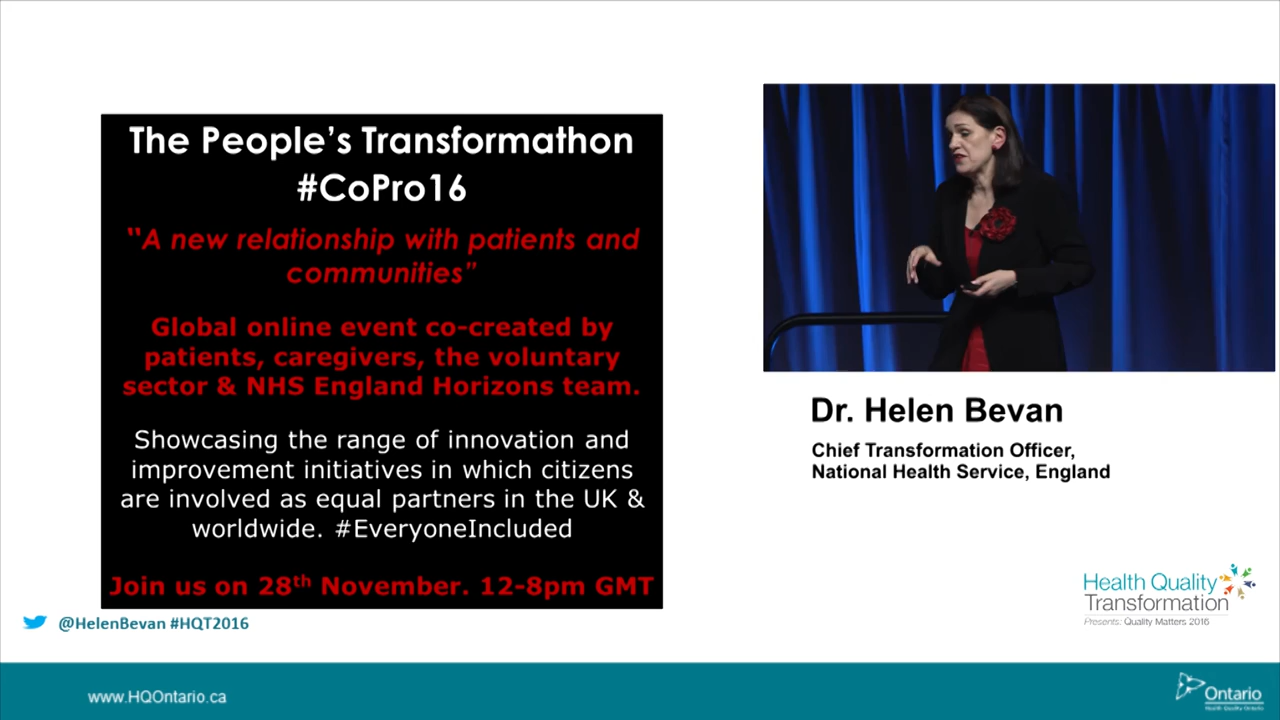 The People's Transformathon
#CoPro16
"A new relationship with patients and
communities"
Global online event co-created by
patients, caregivers, the voluntary
sector & NHS England Horizons team.
Showcasing the range of innovation and
improvement initiatives in which citizens
are involved as equal partners in the UK &
worldwide. #EveryoneIncluded
Join us on 28th November. 12-8pm GMT
@HelenBevan #HQT2016
Dr. Helen Bevan
Chief Transformation Officer,
National Health Service, England
Health Quality
Transformation
Presents: Quality Matters 2016
www.HQOntario.ca
Ontario
Health Quality Ontario